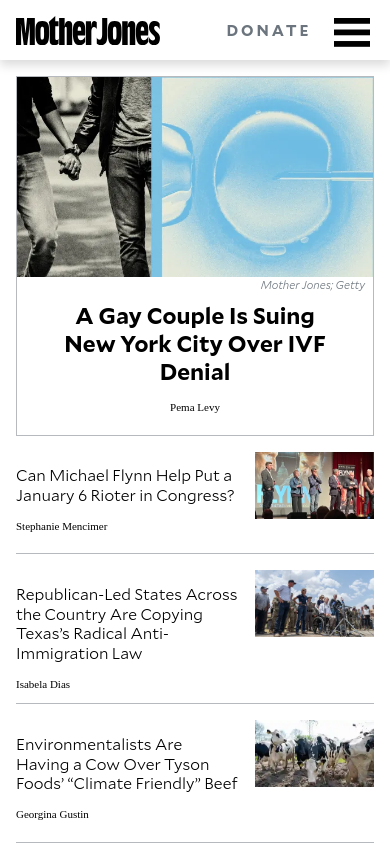 Mother Jones
DONATE
Mother Jones; Getty
A Gay Couple Is Suing
New York City Over IVF
Denial
Pema Levy
Can Michael Flynn Help Put a
January 6 Rioter in Congress?
Stephanie Mencimer
Republican-Led States Across
the Country Are Copying
Texas’s Radical Anti-
Immigration Law
Isabela Dias
Environmentalists Are
Having a Cow Over Tyson
Foods’ “Climate Friendly” Beef
Georgina Gustin